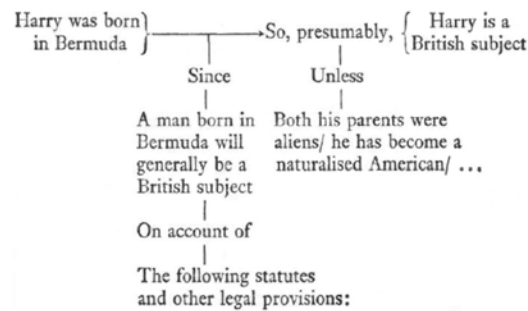 Harry was born
in Bermuda
So, presumably,
Harry is a
British subject
Since
Unless
A man born in
Bermuda will
generally be a
British subject
Both his parents were
aliens/ he has become a
naturalised American/ ...
On account of
The following statutes
and other legal provisions: